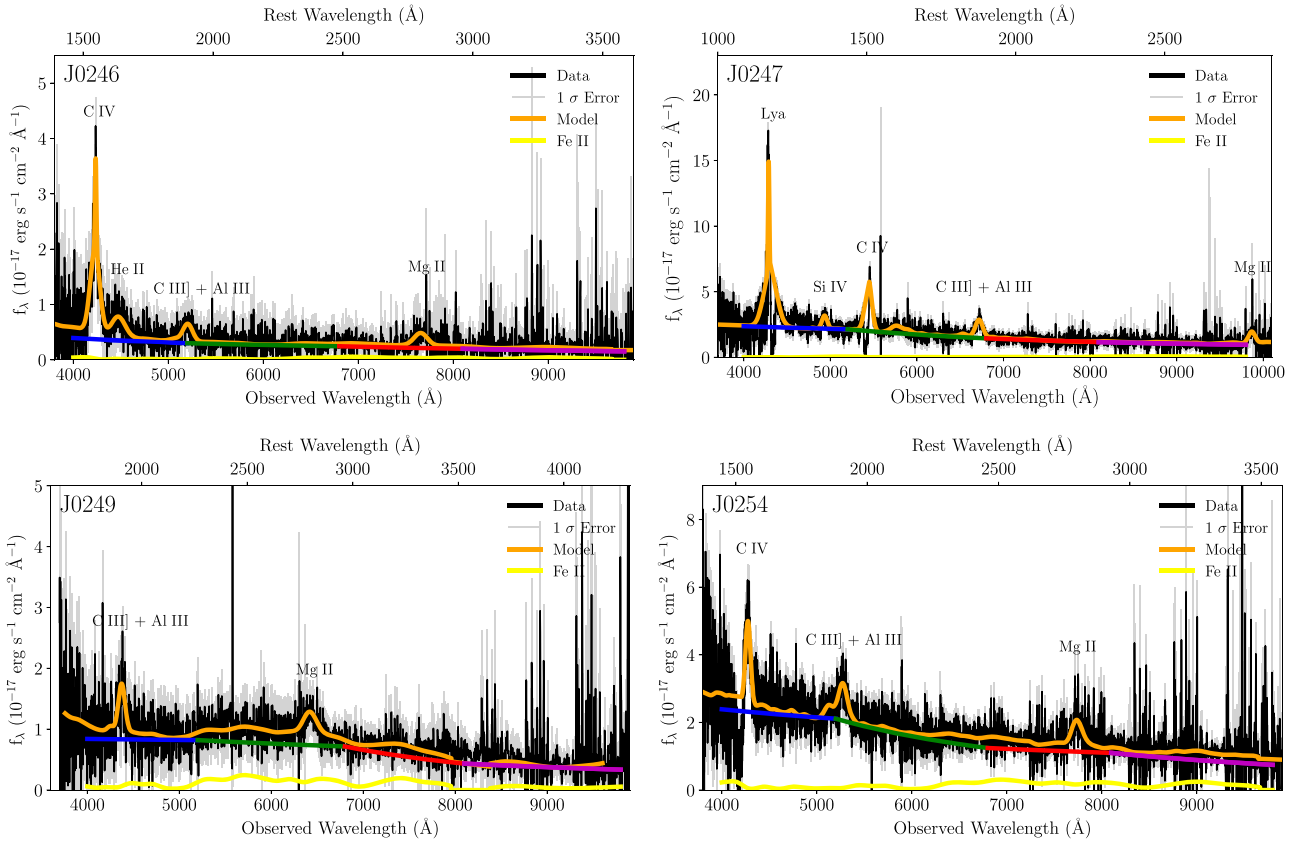 Rest Wavelength (Å)
1500 2000 2500 3000 3500
J0246
C IV
He II
C III] + Al III
Mg II
Data
1 σ Error
Model
Fe II
5
4
3
2
1
0
f_λ (10⁻¹⁷ erg s⁻¹ cm⁻² Å⁻¹)
4000 5000 6000 7000 8000 9000
Observed Wavelength (Å)
Rest Wavelength (Å)
1000 1500 2000 2500
J0247
Lya
Si IV
C IV
C III] + Al III
Mg II
Data
1 σ Error
Model
Fe II
20
15
10
5
0
f_λ (10⁻¹⁷ erg s⁻¹ cm⁻² Å⁻¹)
4000 5000 6000 7000 8000 9000 10000
Observed Wavelength (Å)
Rest Wavelength (Å)
2000 2500 3000 3500 4000
J0249
C III] + Al III
Mg II
Data
1 σ Error
Model
Fe II
5
4
3
2
1
0
f_λ (10⁻¹⁷ erg s⁻¹ cm⁻² Å⁻¹)
4000 5000 6000 7000 8000 9000
Observed Wavelength (Å)
Rest Wavelength (Å)
1500 2000 2500 3000 3500
J0254
C IV
C III] + Al III
Mg II
Data
1 σ Error
Model
Fe II
8
6
4
2
0
f_λ (10⁻¹⁷ erg s⁻¹ cm⁻² Å⁻¹)
4000 5000 6000 7000 8000 9000
Observed Wavelength (Å)